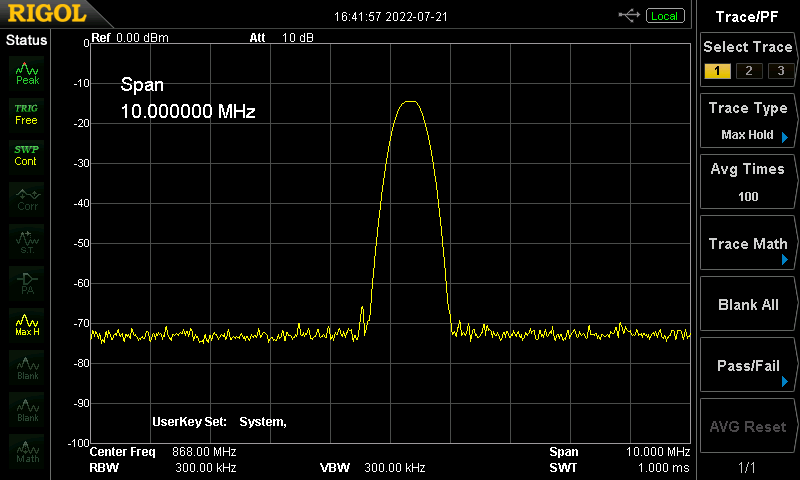 RIGOL
16:41:57 2022-07-21
Local
Trace/PF
Status
Ref 0.00 dBm
Att 10 dB
Select Trace
1 2 3
Peak
TRIG
Free
SWP
Cont
Corr
S.T.
PA
Max H
Blank
Blank
Math
0
-10
-20
-30
-40
-50
-60
-70
-80
-90
-100
Span
10.000000 MHz
UserKey Set: System,
Trace Type
Max Hold
Avg Times
100
Trace Math
Blank All
Pass/Fail
AVG Reset
1/1
Center Freq 868.00 MHz
Span 10.000 MHz
RBW 300.00 kHz
VBW 300.00 kHz
SWT 1.000 ms